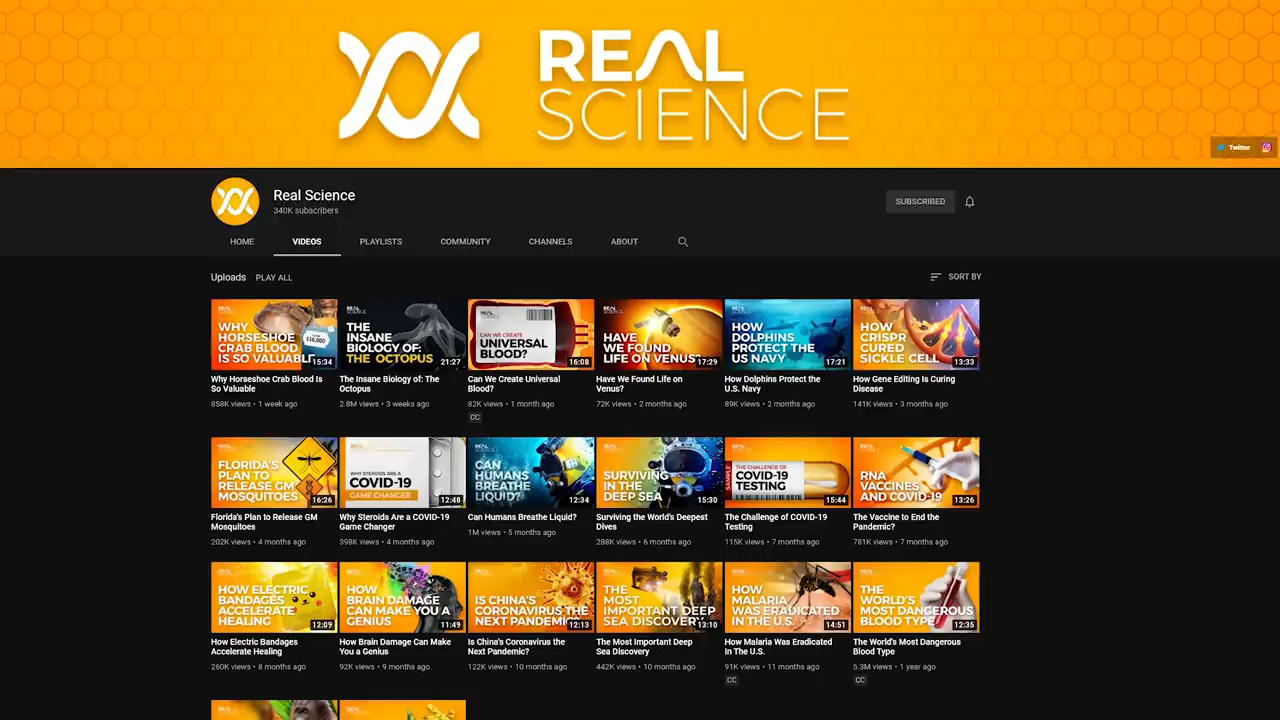 REAL
SCIENCE
Twitter
Real Science
340K subscribers
SUBSCRIBED
HOME VIDEOS PLAYLISTS COMMUNITY CHANNELS ABOUT
Uploads PLAY ALL SORT BY
WHY
HORSESHOE
CRAB BLOOD
IS SO VALUABLE
$16,000
15:34
Why Horseshoe Crab Blood Is
So Valuable
858K views • 1 week ago
THE
INSANE
BIOLOGY OF:
THE OCTOPUS
21:27
The Insane Biology of: The
Octopus
2.8M views • 3 weeks ago
CAN WE CREATE
UNIVERSAL
BLOOD?
16:08
Can We Create Universal
Blood?
82K views • 1 month ago
CC
HAVE
WE FOUND
LIFE ON VENUS?
17:29
Have We Found Life on
Venus?
72K views • 2 months ago
HOW
DOLPHINS
PROTECT THE
US NAVY
17:21
How Dolphins Protect the
U.S. Navy
89K views • 2 months ago
HOW
CRISPR
CURED
SICKLE CELL
13:33
How Gene Editing Is Curing
Disease
141K views • 3 months ago
FLORIDA'S
PLAN TO
RELEASE GM
MOSQUITOES
16:26
Florida's Plan to Release GM
Mosquitoes
202K views • 4 months ago
WHY STEROIDS ARE A
COVID-19
GAME CHANGER
12:48
Why Steroids Are a COVID-19
Game Changer
398K views • 4 months ago
CAN
HUMANS
BREATHE
LIQUID?
12:34
Can Humans Breathe Liquid?
1M views • 5 months ago
SURVIVING
IN THE
DEEP SEA
15:30
Surviving the World's Deepest
Dives
288K views • 6 months ago
SAMPLE
THE CHALLENGE OF
COVID-19
TESTING
15:44
The Challenge of COVID-19
Testing
115K views • 7 months ago
RNA
VACCINES
AND COVID-19
13:26
The Vaccine to End the
Pandemic?
781K views • 7 months ago
HOW ELECTRIC
BANDAGES
ACCELERATE
HEALING
12:09
How Electric Bandages
Accelerate Healing
260K views • 8 months ago
HOW
BRAIN DAMAGE
CAN MAKE YOU A
GENIUS
11:49
How Brain Damage Can Make
You a Genius
92K views • 9 months ago
IS CHINA'S
CORONAVIRUS THE
NEXT PANDEMIC?
12:13
Is China's Coronavirus the
Next Pandemic?
122K views • 10 months ago
THE
MOST
IMPORTANT DEEP
SEA DISCOVERY
13:10
The Most Important Deep
Sea Discovery
442K views • 10 months ago
HOW
MALARIA
WAS ERADICATED
IN THE U.S.
14:51
How Malaria Was Eradicated
In The U.S.
91K views • 11 months ago
CC
THE
WORLD'S
MOST DANGEROUS
BLOOD TYPE
12:35
The World's Most Dangerous
Blood Type
5.3M views • 1 year ago
CC